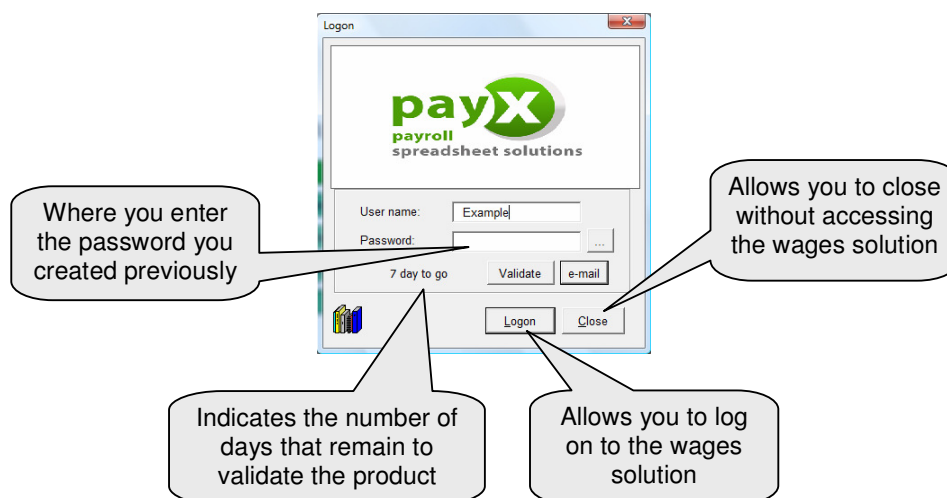 Logon
payX
payroll
spreadsheet solutions
Where you enter
the password you
created previously
Allows you to close
without accessing
the wages solution
User name:
Example
Password:
...
7 day to go
Validate
e-mail
Logon
Close
Indicates the number of
days that remain to
validate the product
Allows you to log
on to the wages
solution